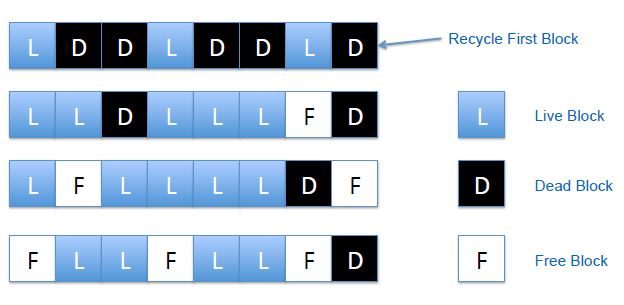 L D D L D D L D Recycle First Block
L L D L L L F D L Live Block
L F L L L L D F D Dead Block
F L L F L L F D F Free Block